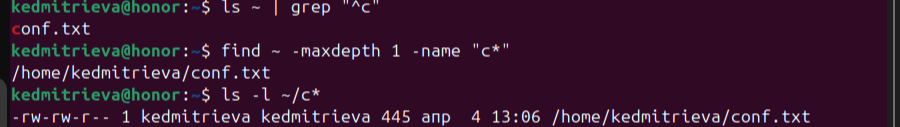 kedmitrieva@honor:~$ ls ~ | grep "^c"
conf.txt
kedmitrieva@honor:~$ find ~ -maxdepth 1 -name "c*"
/home/kedmitrieva/conf.txt
kedmitrieva@honor:~$ ls -l ~/c*
-rw-rw-r-- 1 kedmitrieva kedmitrieva 445 апр  4 13:06 /home/kedmitrieva/conf.txt